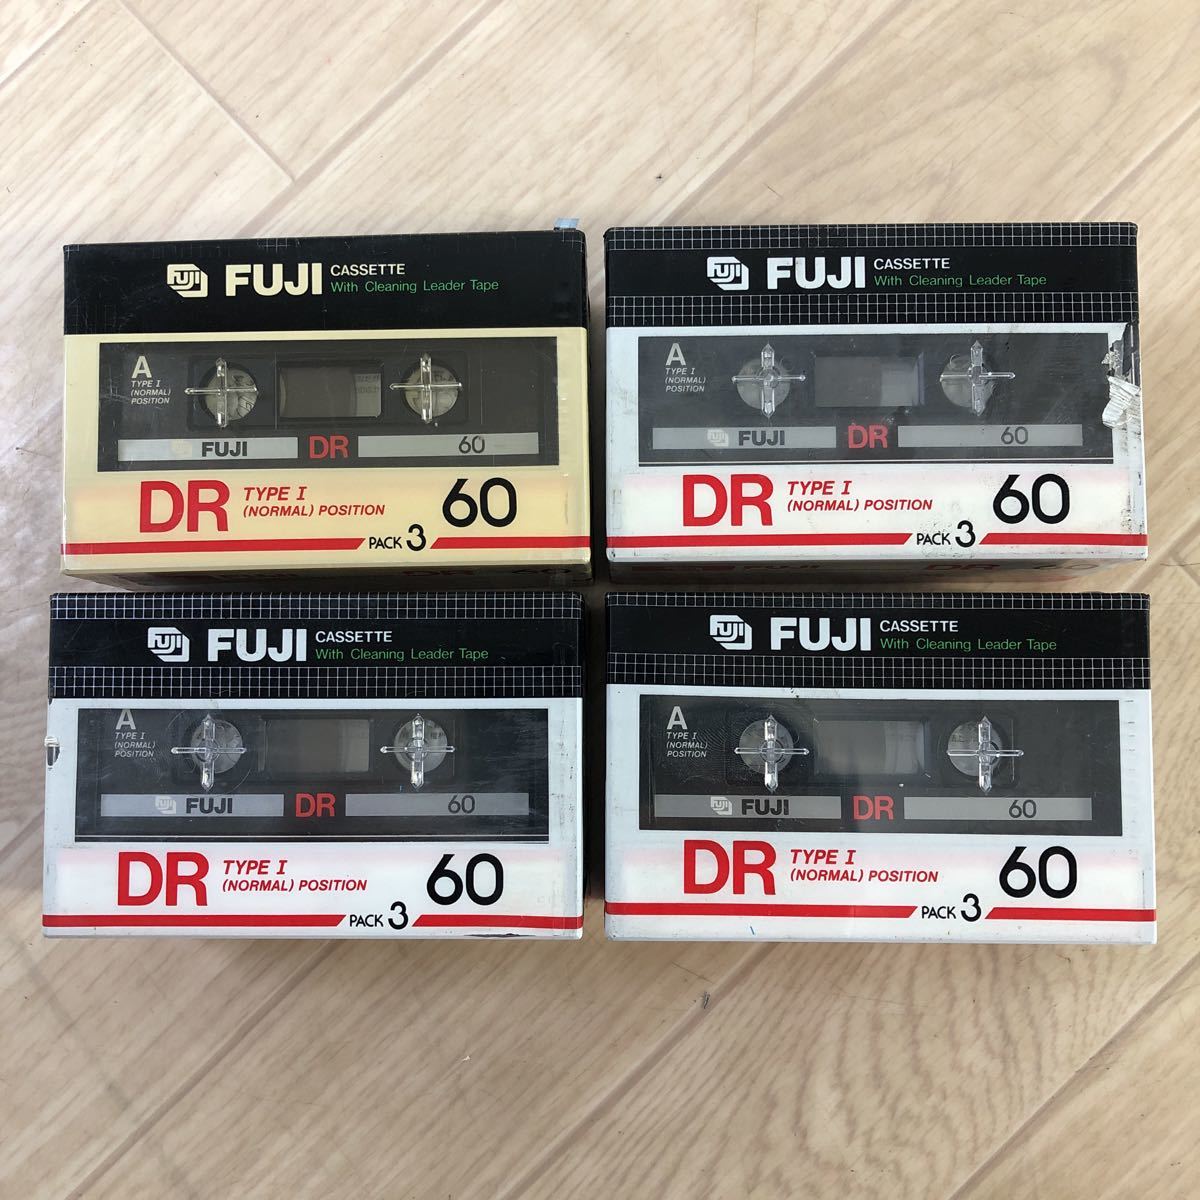 FUJI FUJI CASSETTE
With Cleaning Leader Tape
A
TYPE I
(NORMAL)
POSITION
FUJI DR 60
DR TYPE I
(NORMAL) POSITION
60
PACK 3
FUJI FUJI CASSETTE
With Cleaning Leader Tape
A
TYPE I
(NORMAL)
POSITION
FUJI DR 60
DR TYPE I
(NORMAL) POSITION
60
PACK 3
FUJI FUJI CASSETTE
With Cleaning Leader Tape
A
TYPE I
(NORMAL)
POSITION
FUJI DR 60
DR TYPE I
(NORMAL) POSITION
60
PACK 3
FUJI FUJI CASSETTE
With Cleaning Leader Tape
A
TYPE I
(NORMAL)
POSITION
FUJI DR 60
DR TYPE I
(NORMAL) POSITION
60
PACK 3